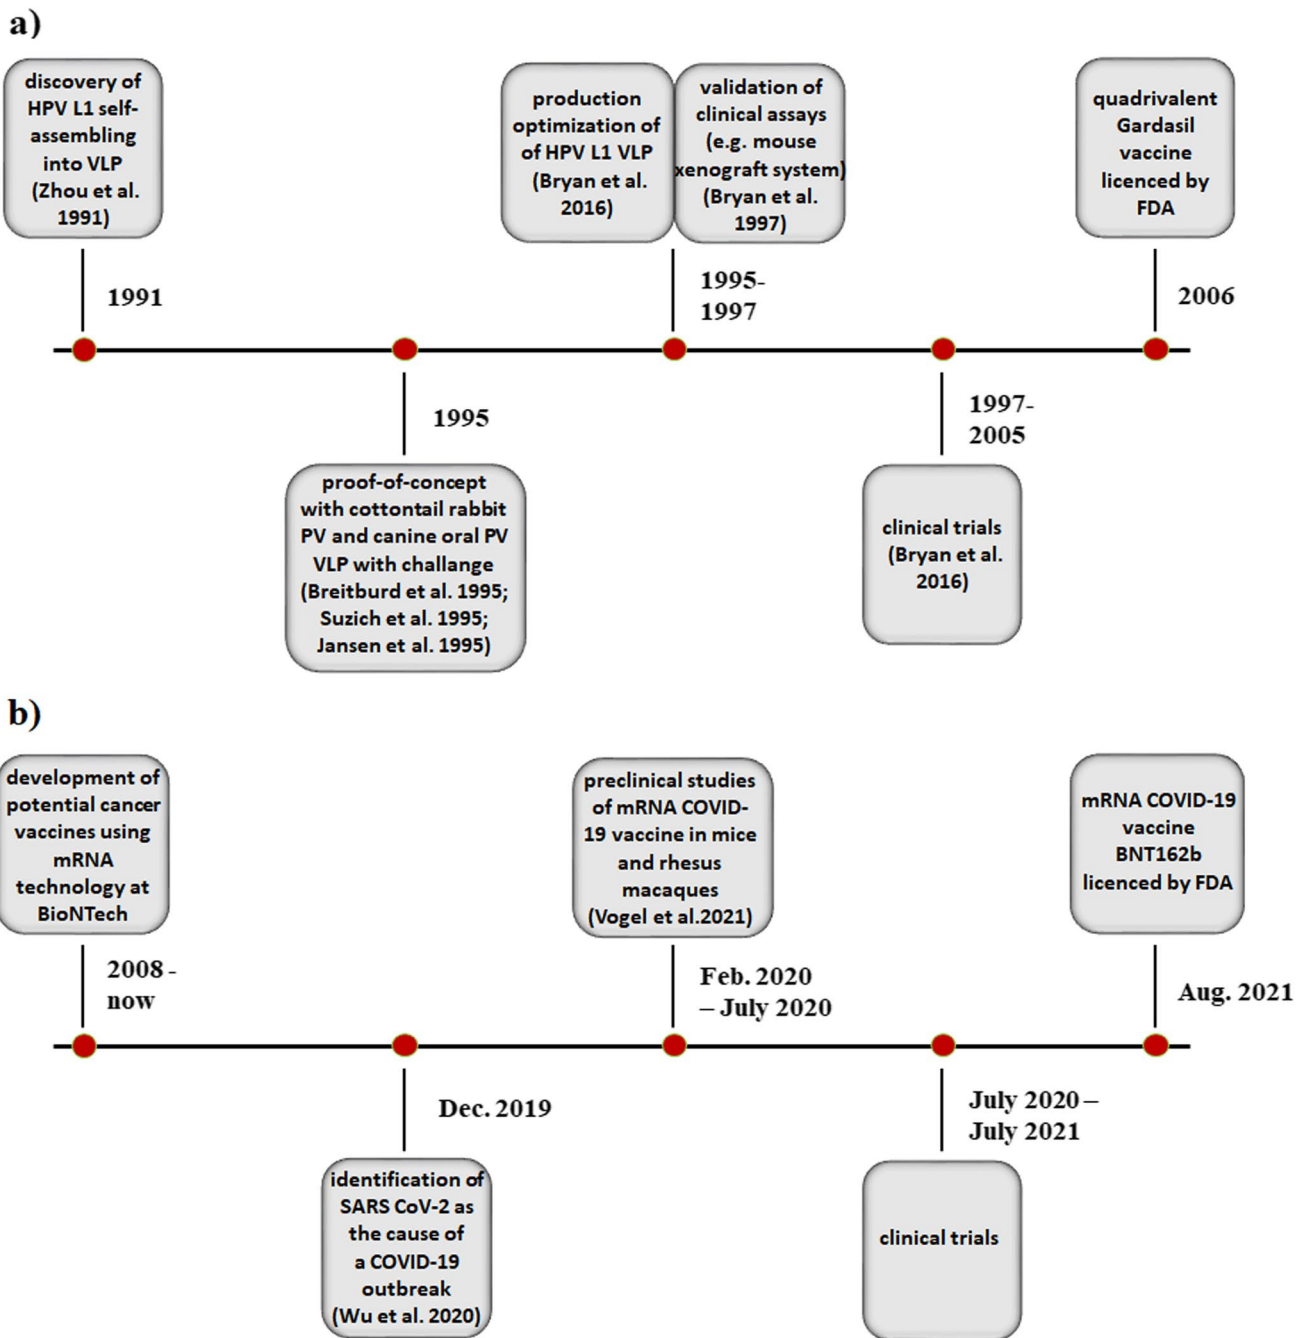 a)
discovery of
HPV L1 self-
assembling
into VLP
(Zhou et al.
1991)
1991
proof-of-concept
with cottontail rabbit
PV and canine oral PV
VLP with challange
(Breitburd et al. 1995;
Suzich et al. 1995;
Jansen et al. 1995)
1995
production
optimization of
of HPV L1 VLP
(Bryan et al.
2016)
validation of
clinical assays
(e.g. mouse
xenograft system)
(Bryan et al.
1997)
1995-
1997
1997-
2005
clinical trials
(Bryan et al.
2016)
quadrivalent
Gardasil
vaccine
licenced by
FDA
2006
b)
development of
potential cancer
vaccines using
mRNA
technology at
BioNTech
2008 -
now
Dec. 2019
identification of
SARS CoV-2 as
the cause of
a COVID-19
outbreak
(Wu et al. 2020)
preclinical studies
of mRNA COVID-
19 vaccine in mice
and rhesus
macaques
(Vogel et al.2021)
Feb. 2020
– July 2020
July 2020 –
July 2021
clinical trials
mRNA COVID-19
vaccine
BNT162b
licenced by FDA
Aug. 2021